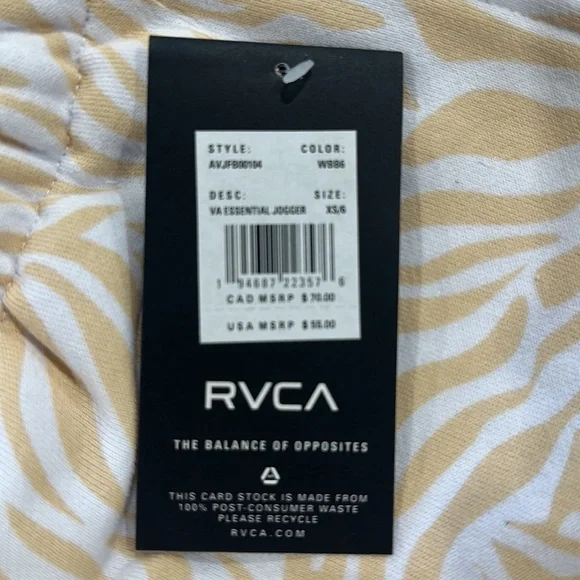 STYLE: COLOR:
AVJFB00104 WBB6
DESC: SIZE:
VA ESSENTIAL JOGGER XS/6
1 94687 22357 6
CAD MSRP $ 70.00
USA MSRP $ 55.00
RVCA
THE BALANCE OF OPPOSITES
THIS CARD STOCK IS MADE FROM
100% POST-CONSUMER WASTE
PLEASE RECYCLE
RVCA.COM